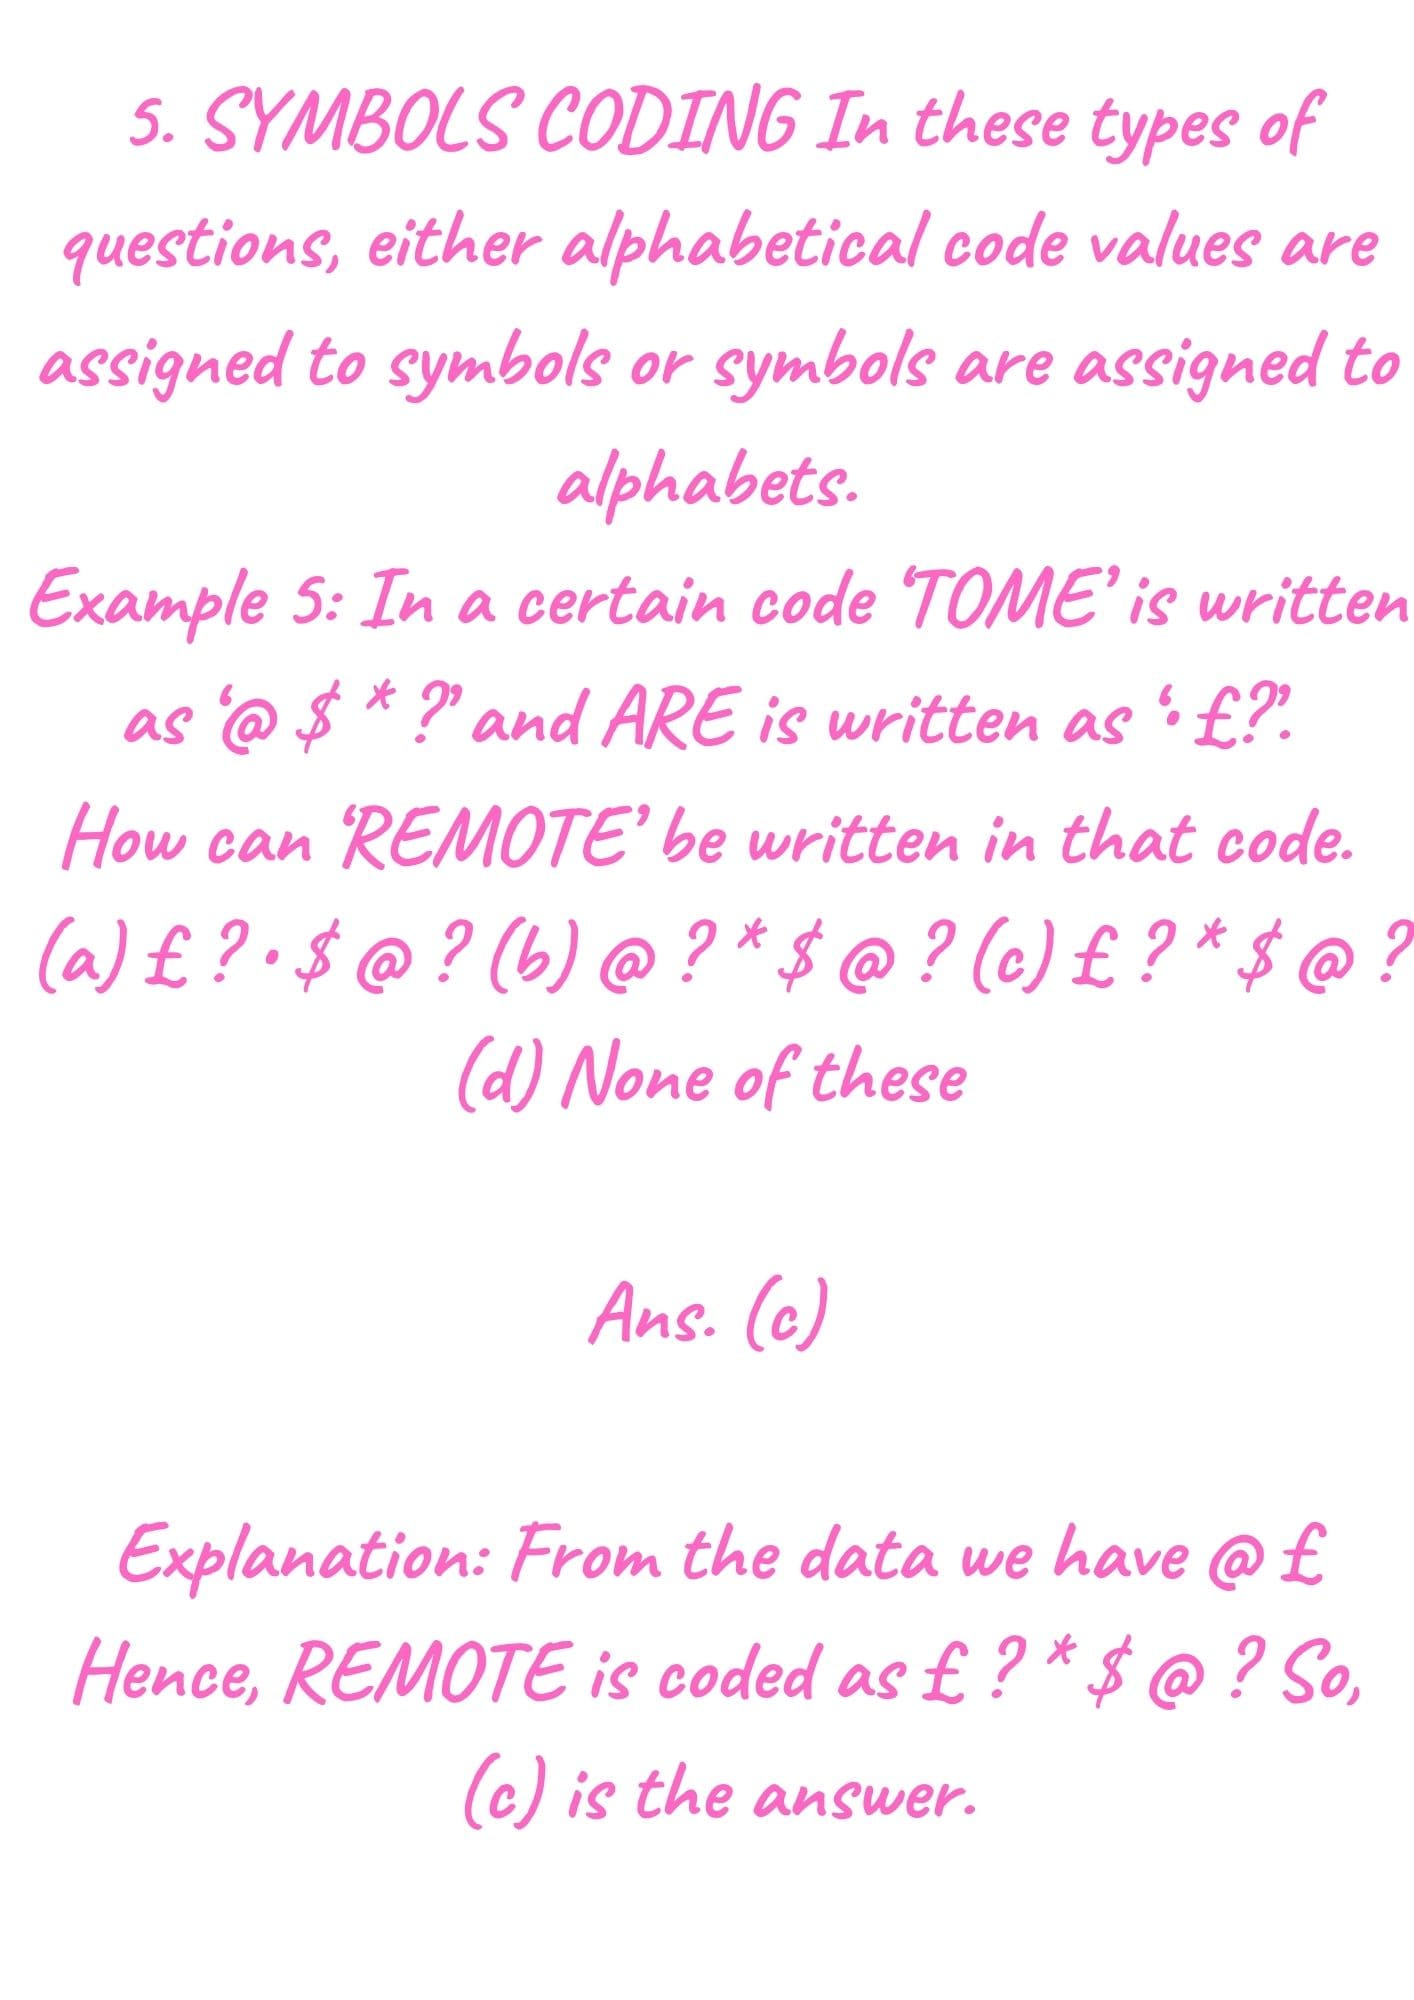 5. SYMBOLS CODING In these types of
questions, either alphabetical code values are
assigned to symbols or symbols are assigned to
alphabets.
Example 5: In a certain code ‘TOME’ is written
as ‘@ $ * ?’ and ARE is written as ‘• £?’.
How can ‘REMOTE’ be written in that code.
(a) £ ? • $ @ ? (b) @ ? * $ @ ? (c) £ ? * $ @ ?
(d) None of these
Ans. (c)
Explanation: From the data we have @ £
Hence, REMOTE is coded as £ ? * $ @ ? So,
(c) is the answer.